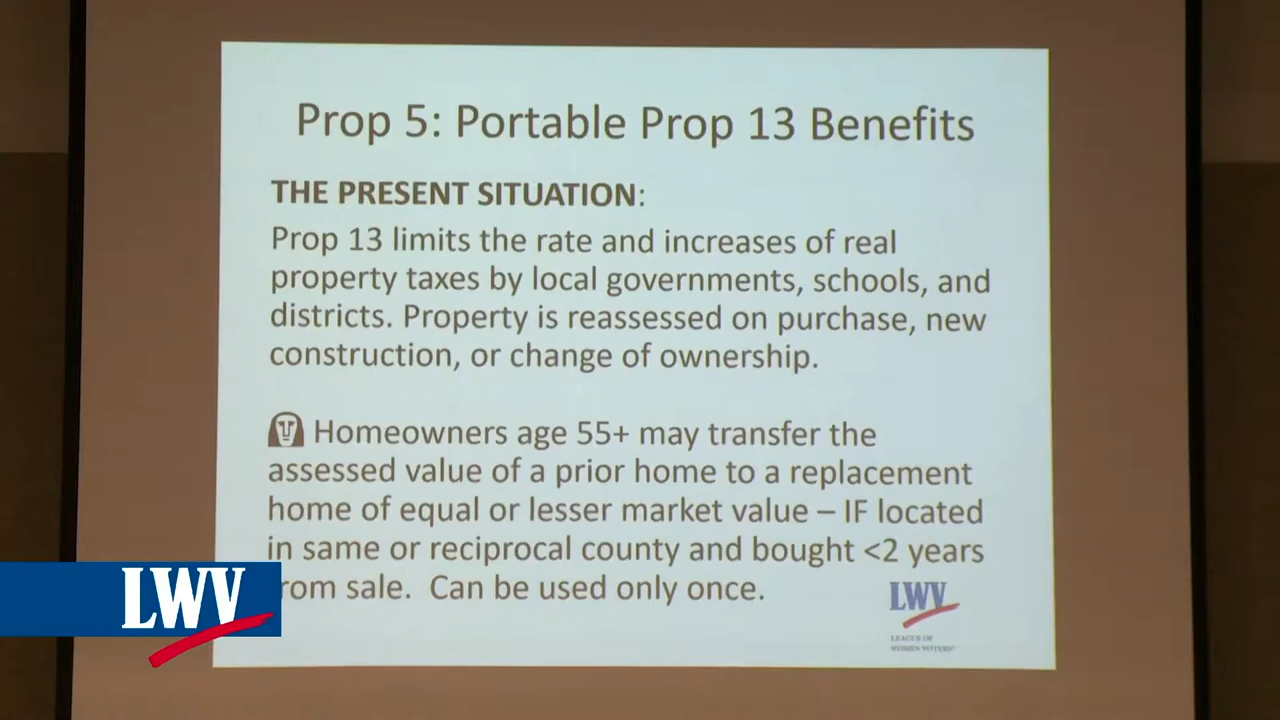 Prop 5: Portable Prop 13 Benefits
THE PRESENT SITUATION:
Prop 13 limits the rate and increases of real
property taxes by local governments, schools, and
districts. Property is reassessed on purchase, new
construction, or change of ownership.
Homeowners age 55+ may transfer the
assessed value of a prior home to a replacement
home of equal or lesser market value – IF located
in same or reciprocal county and bought <2 years
rom sale.  Can be used only once.
LWV
LEAGUE OF
WOMEN VOTERS®
LWV